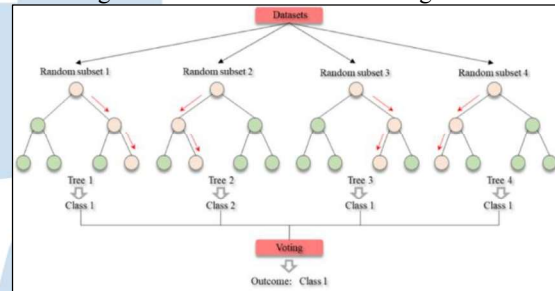 Datasets
Random subset 1 Random subset 2 Random subset 3 Random subset 4
Tree 1 Tree 2 Tree 3 Tree 4
Class 1 Class 2 Class 1 Class 1
Voting
Outcome: Class 1